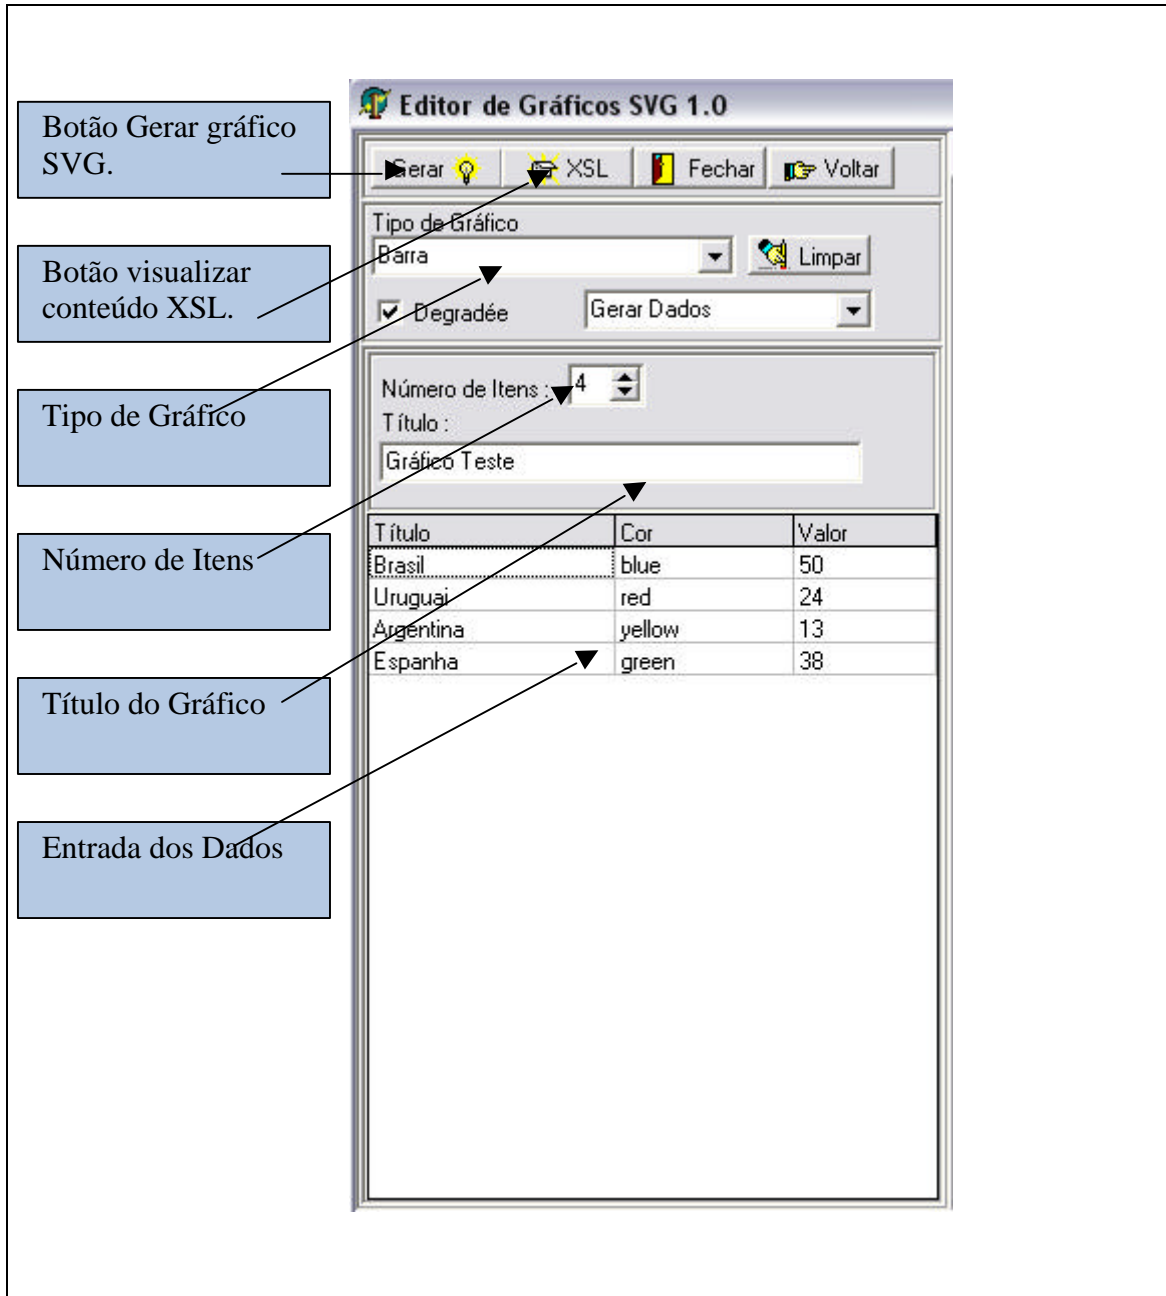 Botão Gerar gráfico
SVG.
Botão visualizar
conteúdo XSL.
Tipo de Gráfico
Número de Itens
Título do Gráfico
Entrada dos Dados
Editor de Gráficos SVG 1.0
Gerar XSL Fechar Voltar
Tipo de Gráfico
Barra Limpar
Degradée Gerar Dados
Número de Itens : 4
Título :
Gráfico Teste
Título Cor Valor
Brasil blue 50
Uruguai red 24
Argentina yellow 13
Espanha green 38